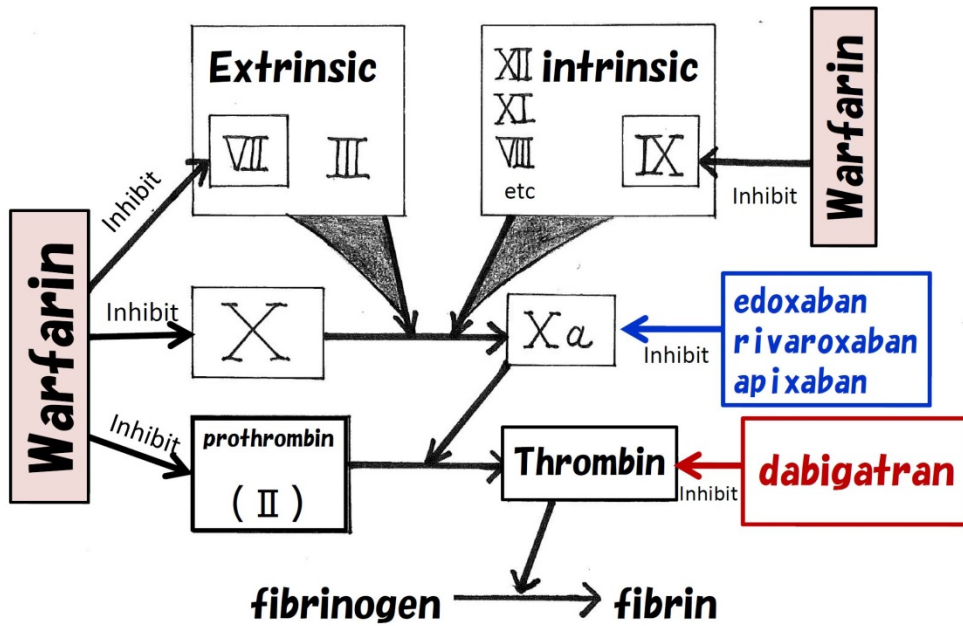 Extrinsic
VII
III
intrinsic
XII
XI
VIII
etc
IX
Warfarin
Inhibit
Inhibit
Warfarin
Inhibit
X
Xa
edoxaban
rivaroxaban
apixaban
Inhibit
Inhibit
prothrombin
(II)
Thrombin
dabigatran
Inhibit
fibrinogen
fibrin